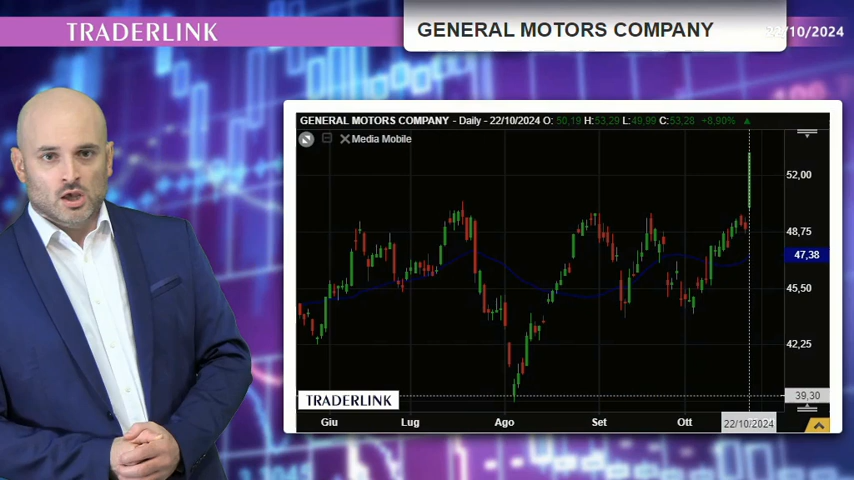 TRADERLINK
GENERAL MOTORS COMPANY
22/10/2024
GENERAL MOTORS COMPANY - Daily - 22/10/2024 O: 50,19 H:53,29 L:49,99 C:53,28 +8,90%
Media Mobile
52,00
48,75
47,38
45,50
42,25
39,30
TRADERLINK
Giu Lug Ago Set Ott 22/10/2024